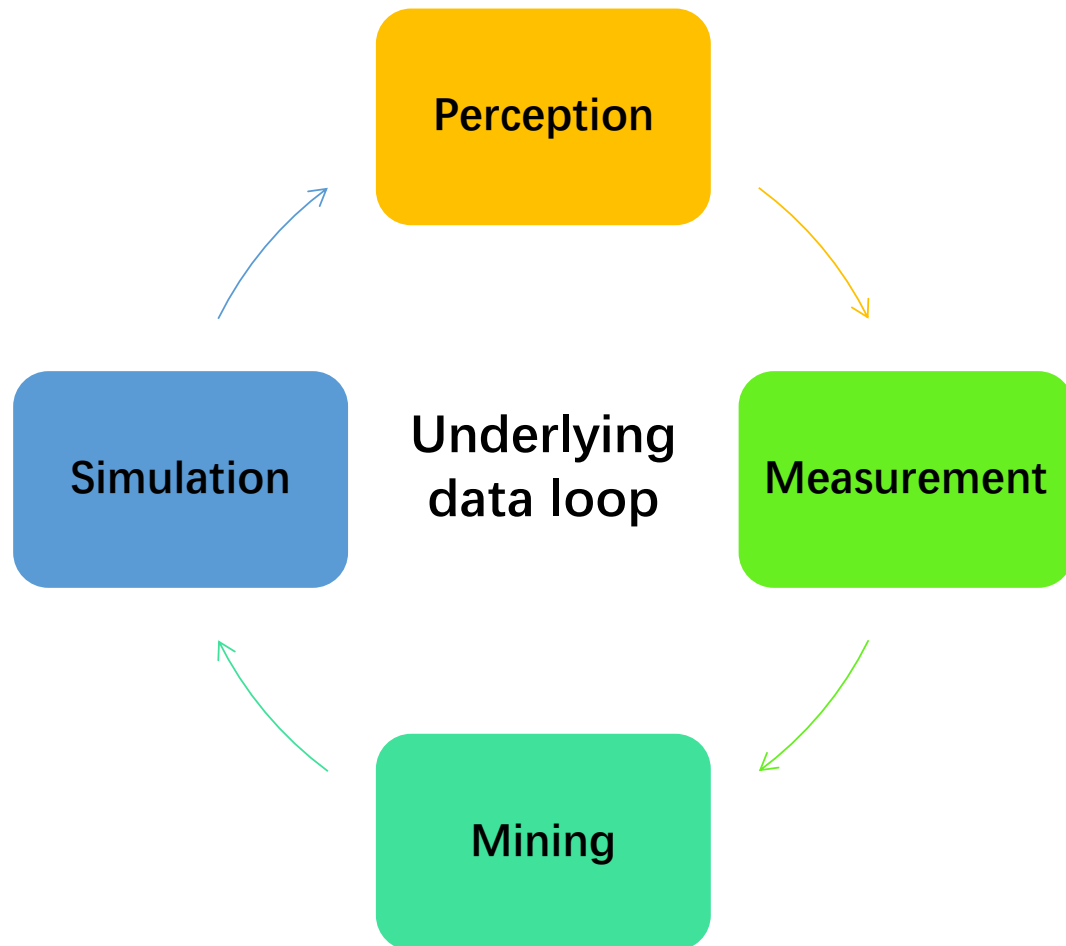 Perception
Simulation
Underlying
data loop
Measurement
Mining